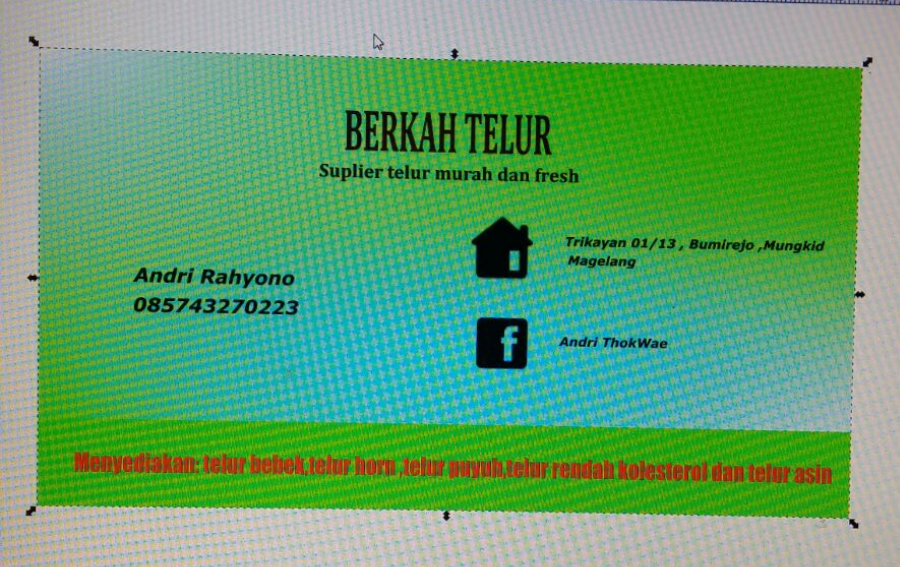 BERKAH TELUR
Suplier telur murah dan fresh
Andri Rahyono
085743270223
Trikayan 01/13 , Bumirejo ,Mungkid
Magelang
f
Andri ThokWae
Menyediakan: telur bebek,telur horn ,telur puyuh,telur rendah kolesterol dan telur asin